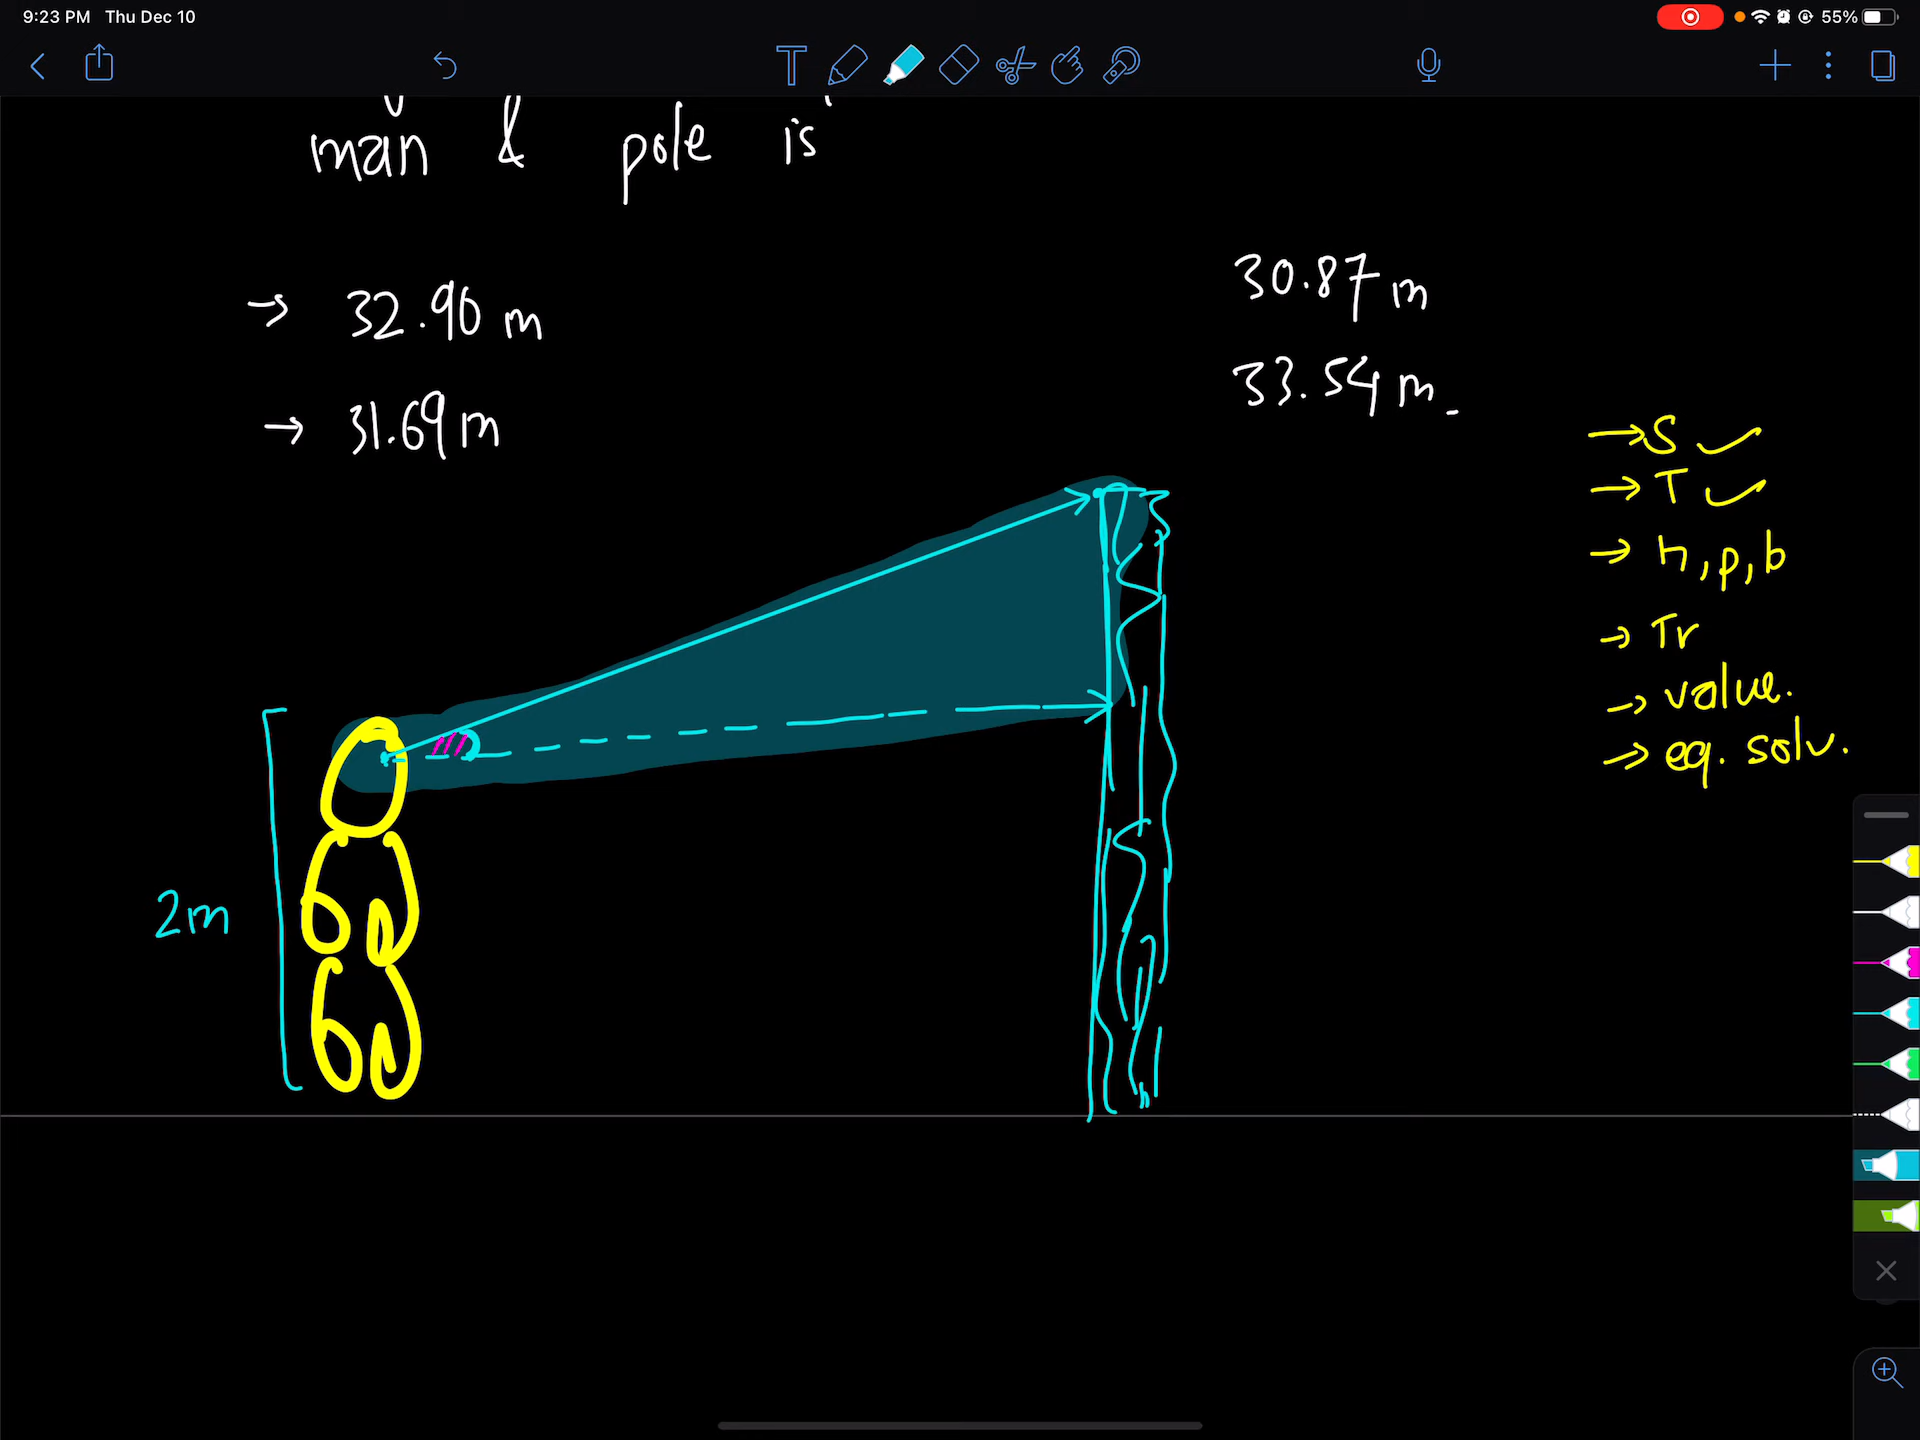 9:23 PM Thu Dec 10
55%
T
man & pole is
→ 32.90 m
30.87 m
→ 31.69 m
33.54 m.
→ S ✓
→ T ✓
→ h, p, b
→ Tr
→ value.
→ eq. solv.
2m